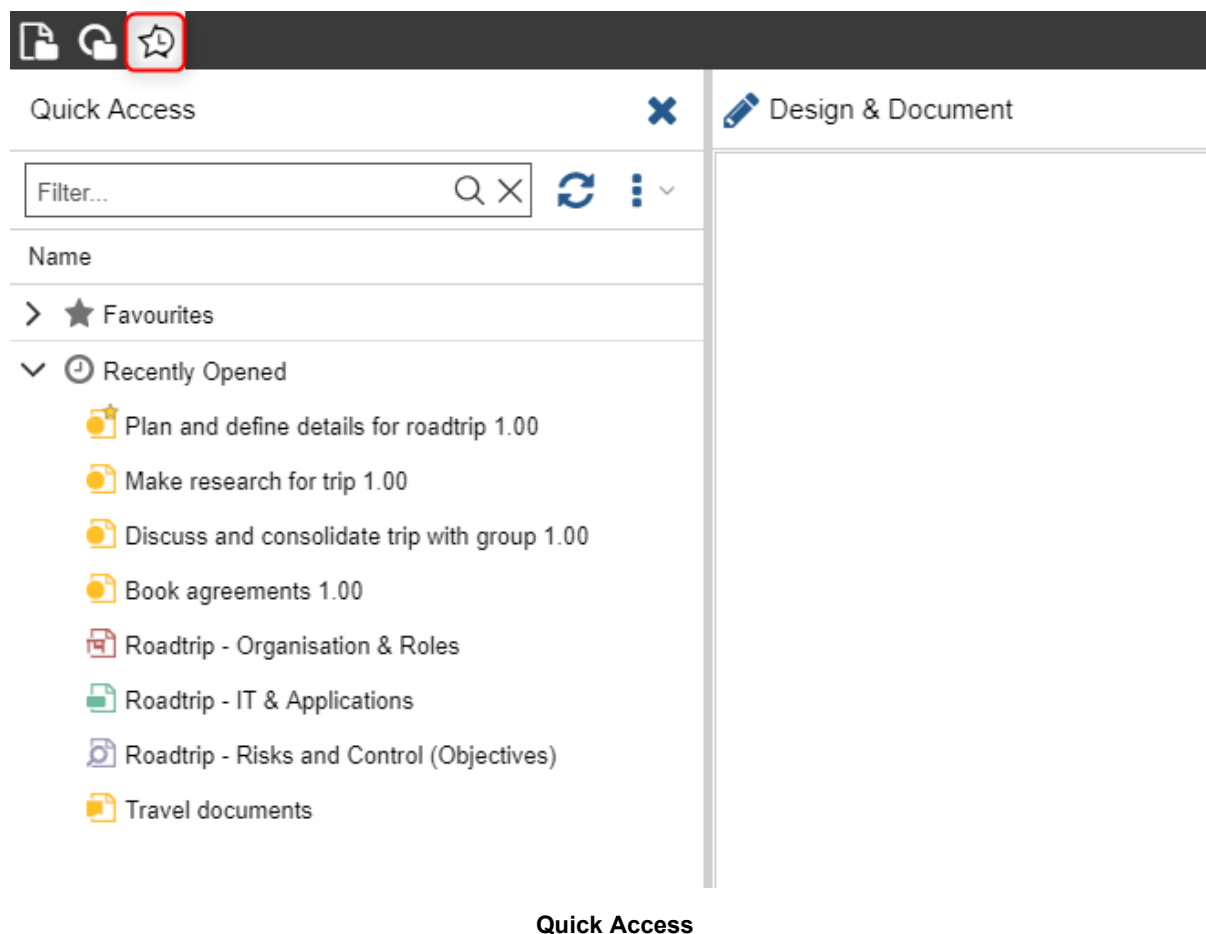 Quick Access
Design & Document
Filter...
Name
Favourites
Recently Opened
Plan and define details for roadtrip 1.00
Make research for trip 1.00
Discuss and consolidate trip with group 1.00
Book agreements 1.00
Roadtrip - Organisation & Roles
Roadtrip - IT & Applications
Roadtrip - Risks and Control (Objectives)
Travel documents
Quick Access